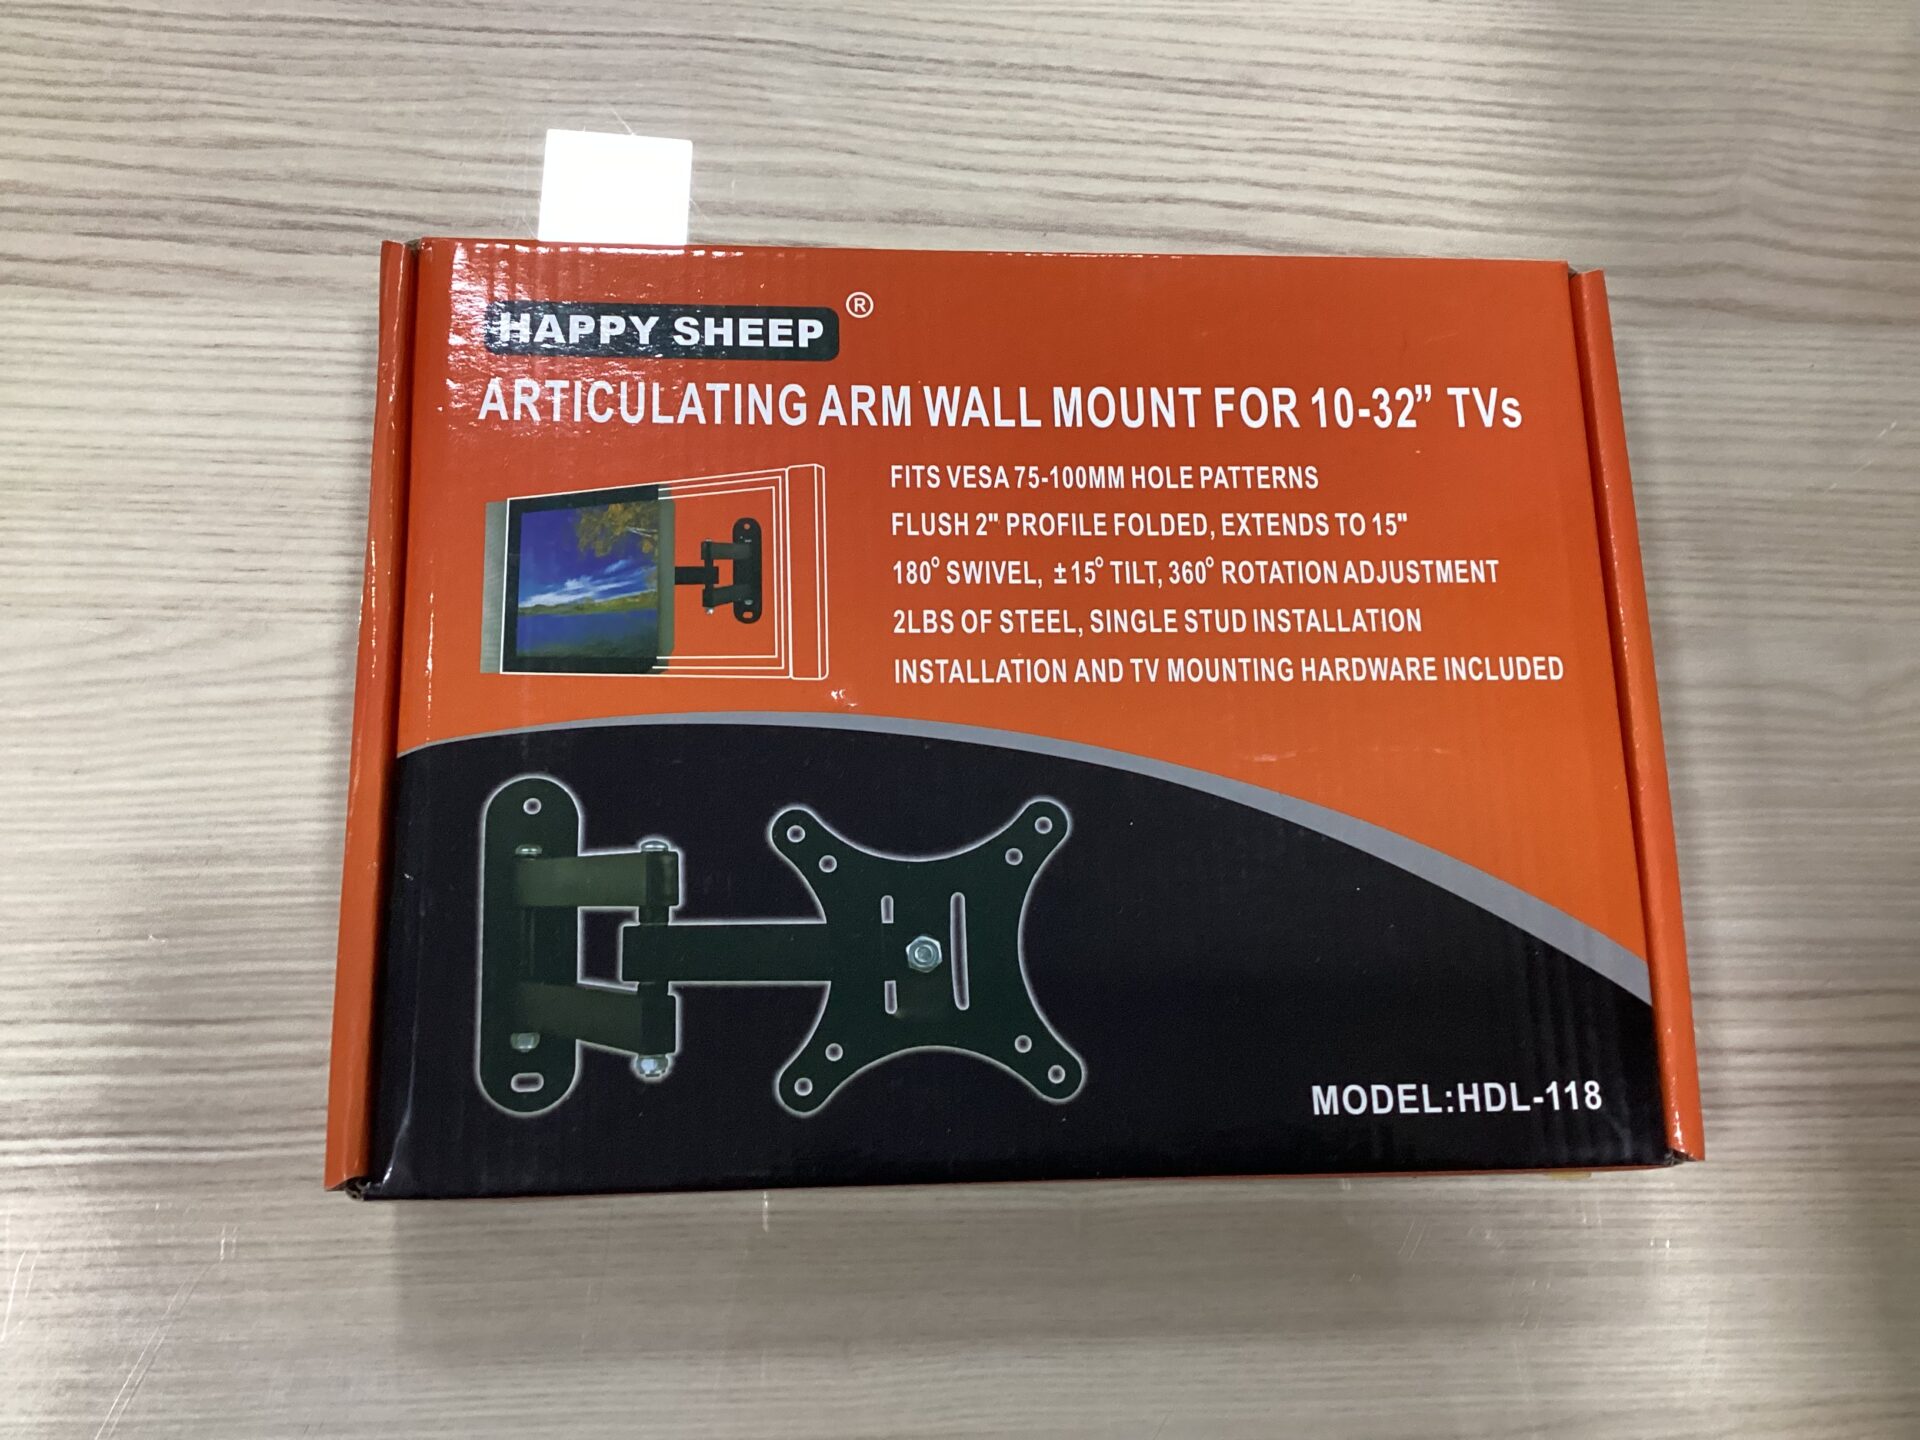 HAPPY SHEEP ®
ARTICULATING ARM WALL MOUNT FOR 10-32” TVs
FITS VESA 75-100MM HOLE PATTERNS
FLUSH 2" PROFILE FOLDED, EXTENDS TO 15"
180° SWIVEL, ±15° TILT, 360° ROTATION ADJUSTMENT
2LBS OF STEEL, SINGLE STUD INSTALLATION
INSTALLATION AND TV MOUNTING HARDWARE INCLUDED
MODEL:HDL-118